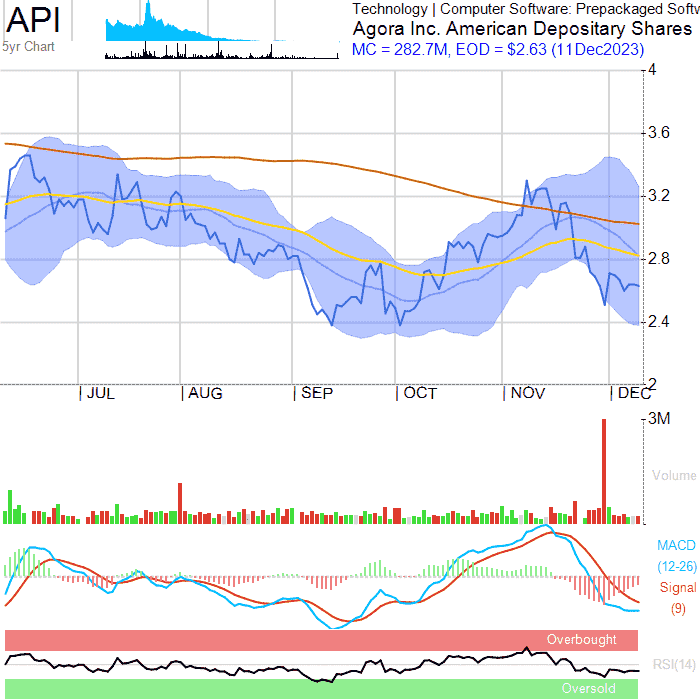 API
5yr Chart
Technology | Computer Software: Prepackaged Softw
Agora Inc. American Depositary Shares
MC = 282.7M, EOD = $2.63 (11Dec2023)
4
3.6
3.2
2.8
2.4
2
| JUL | AUG | SEP | OCT | NOV | DEC
3M
Volume
MACD
(12-26)
Signal
(9)
Overbought
RSI(14)
Oversold